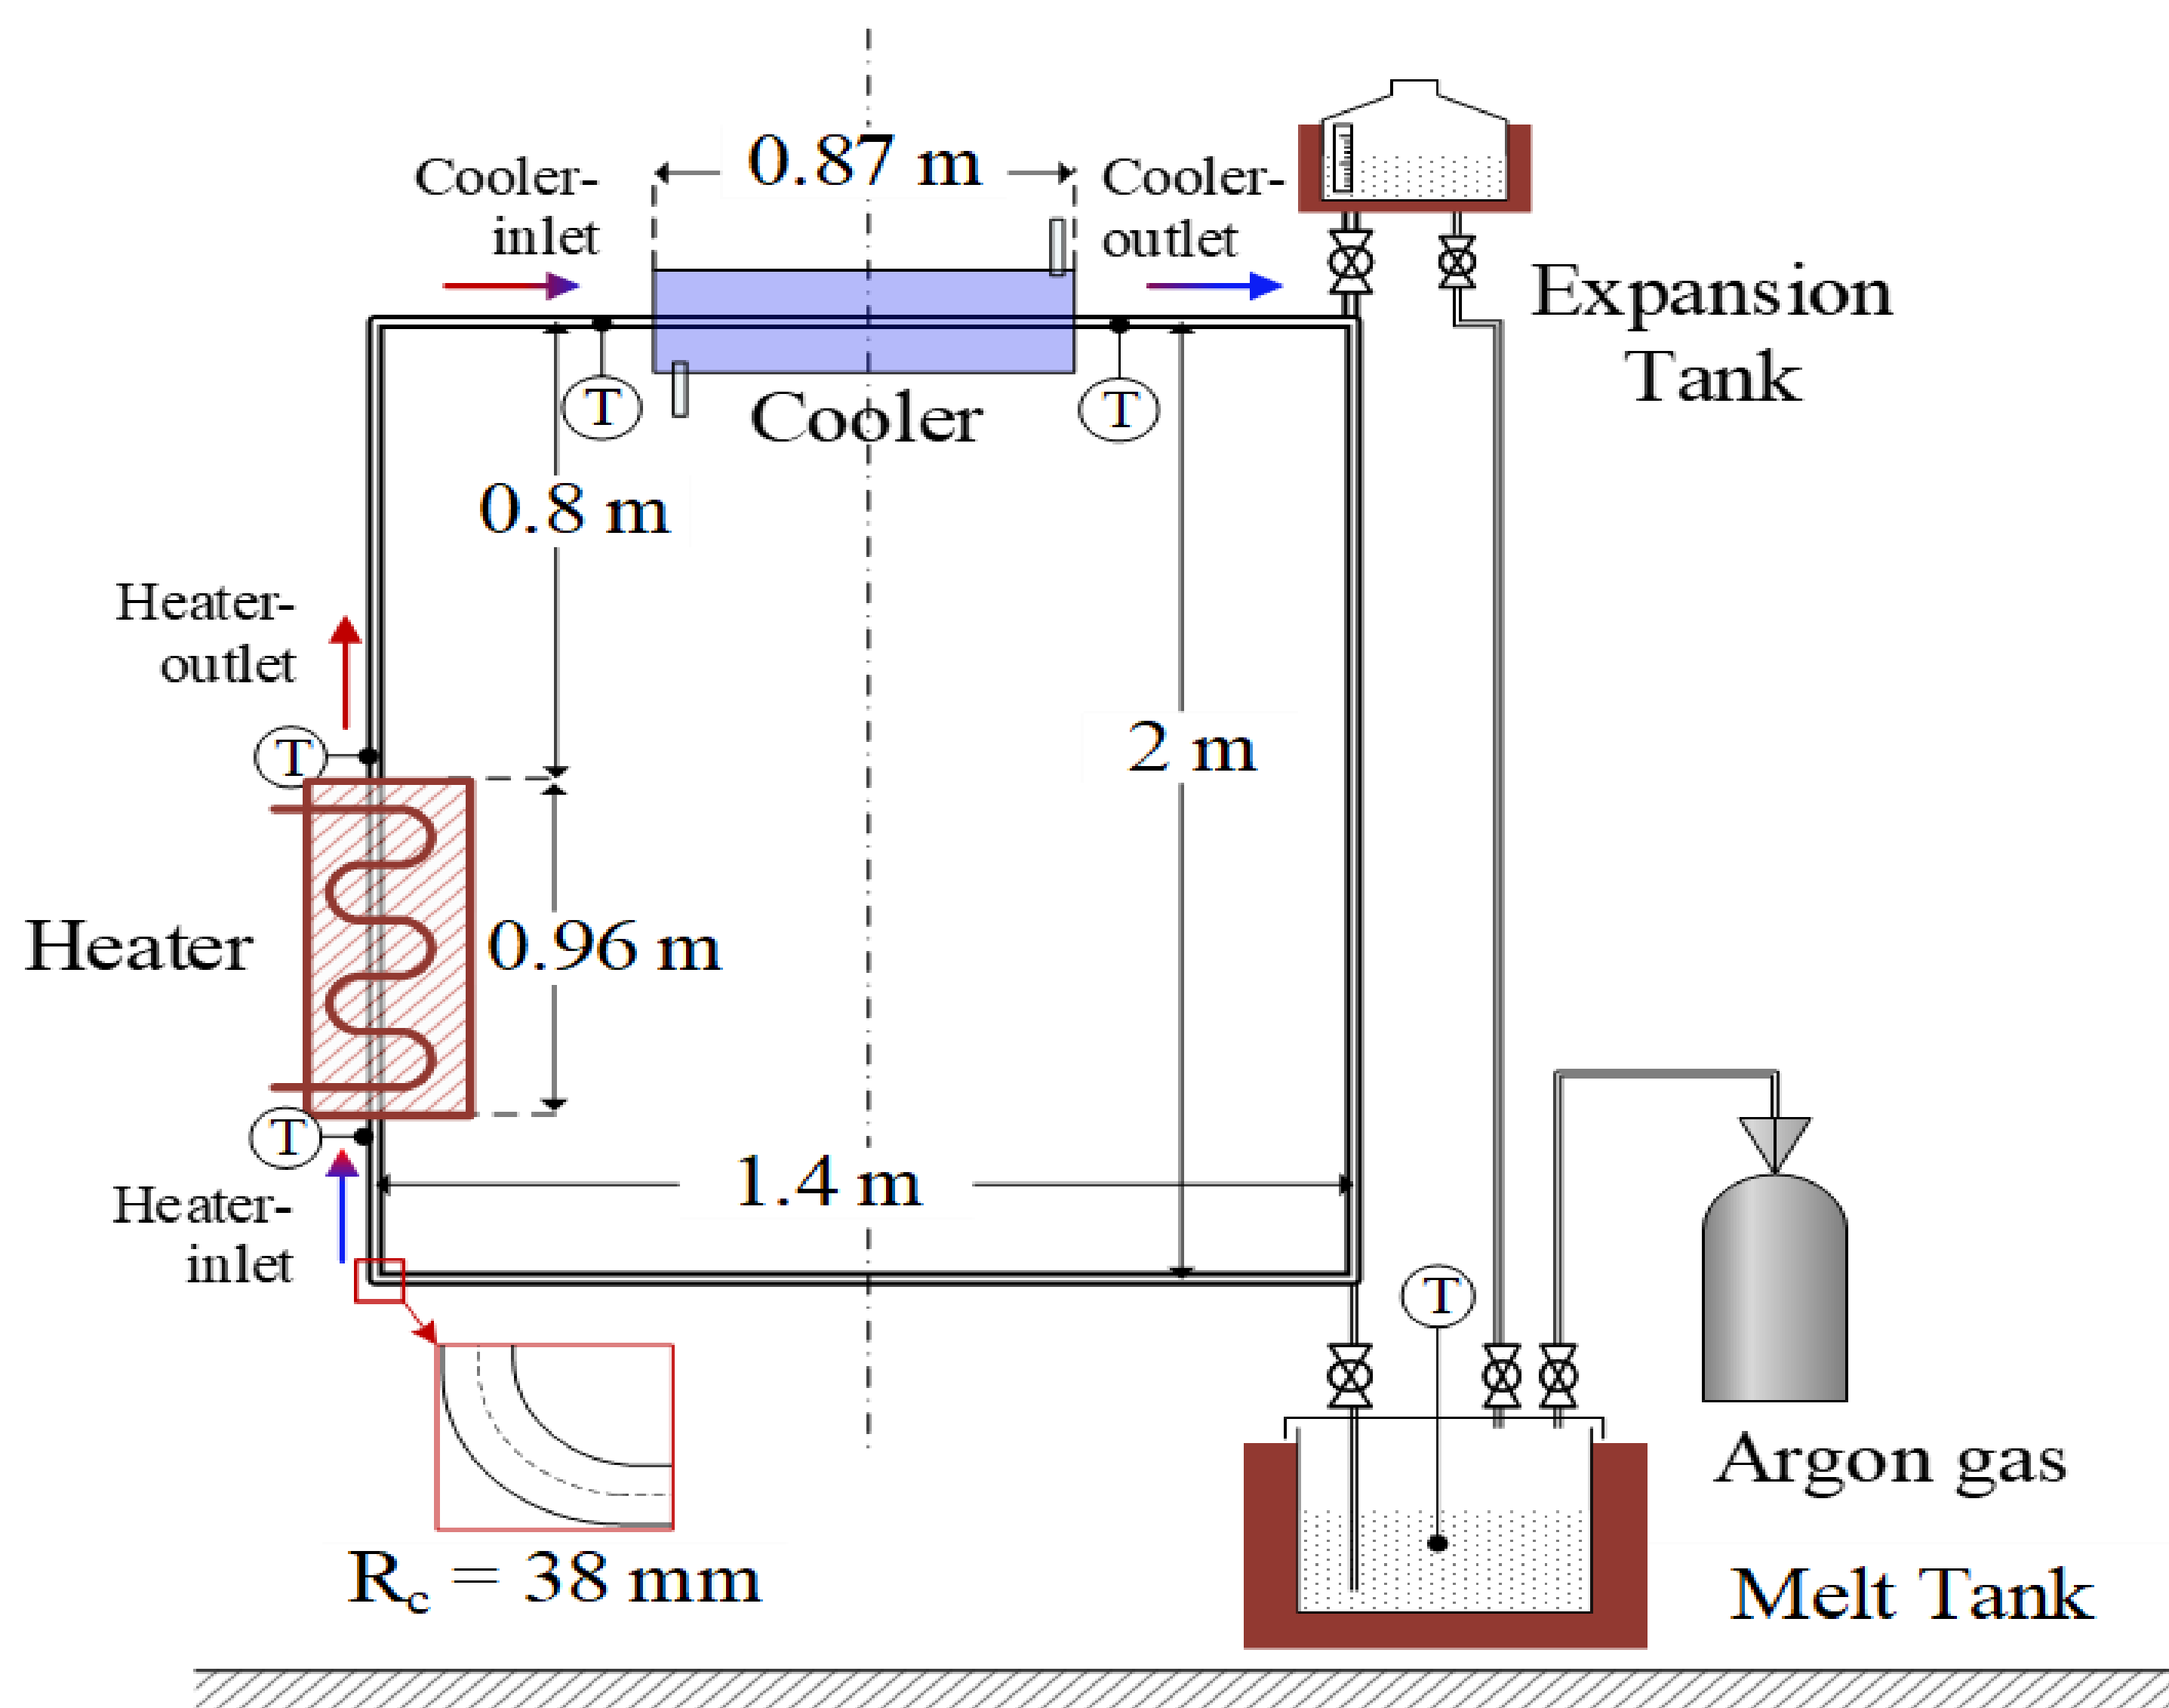 0.87 m
Cooler-
inlet
Cooler-
outlet
Expansion
Tank
T
T
Cooler
0.8 m
Heater-
outlet
2 m
T
Heater
0.96 m
T
1.4 m
Heater-
inlet
T
Argon gas
R_c = 38 mm
Melt Tank